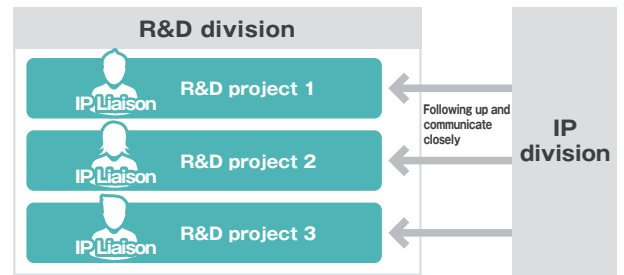 R&D division
IP Liaison
R&D project 1
IP Liaison
R&D project 2
IP Liaison
R&D project 3
Following up and
communicate
closely
IP
division